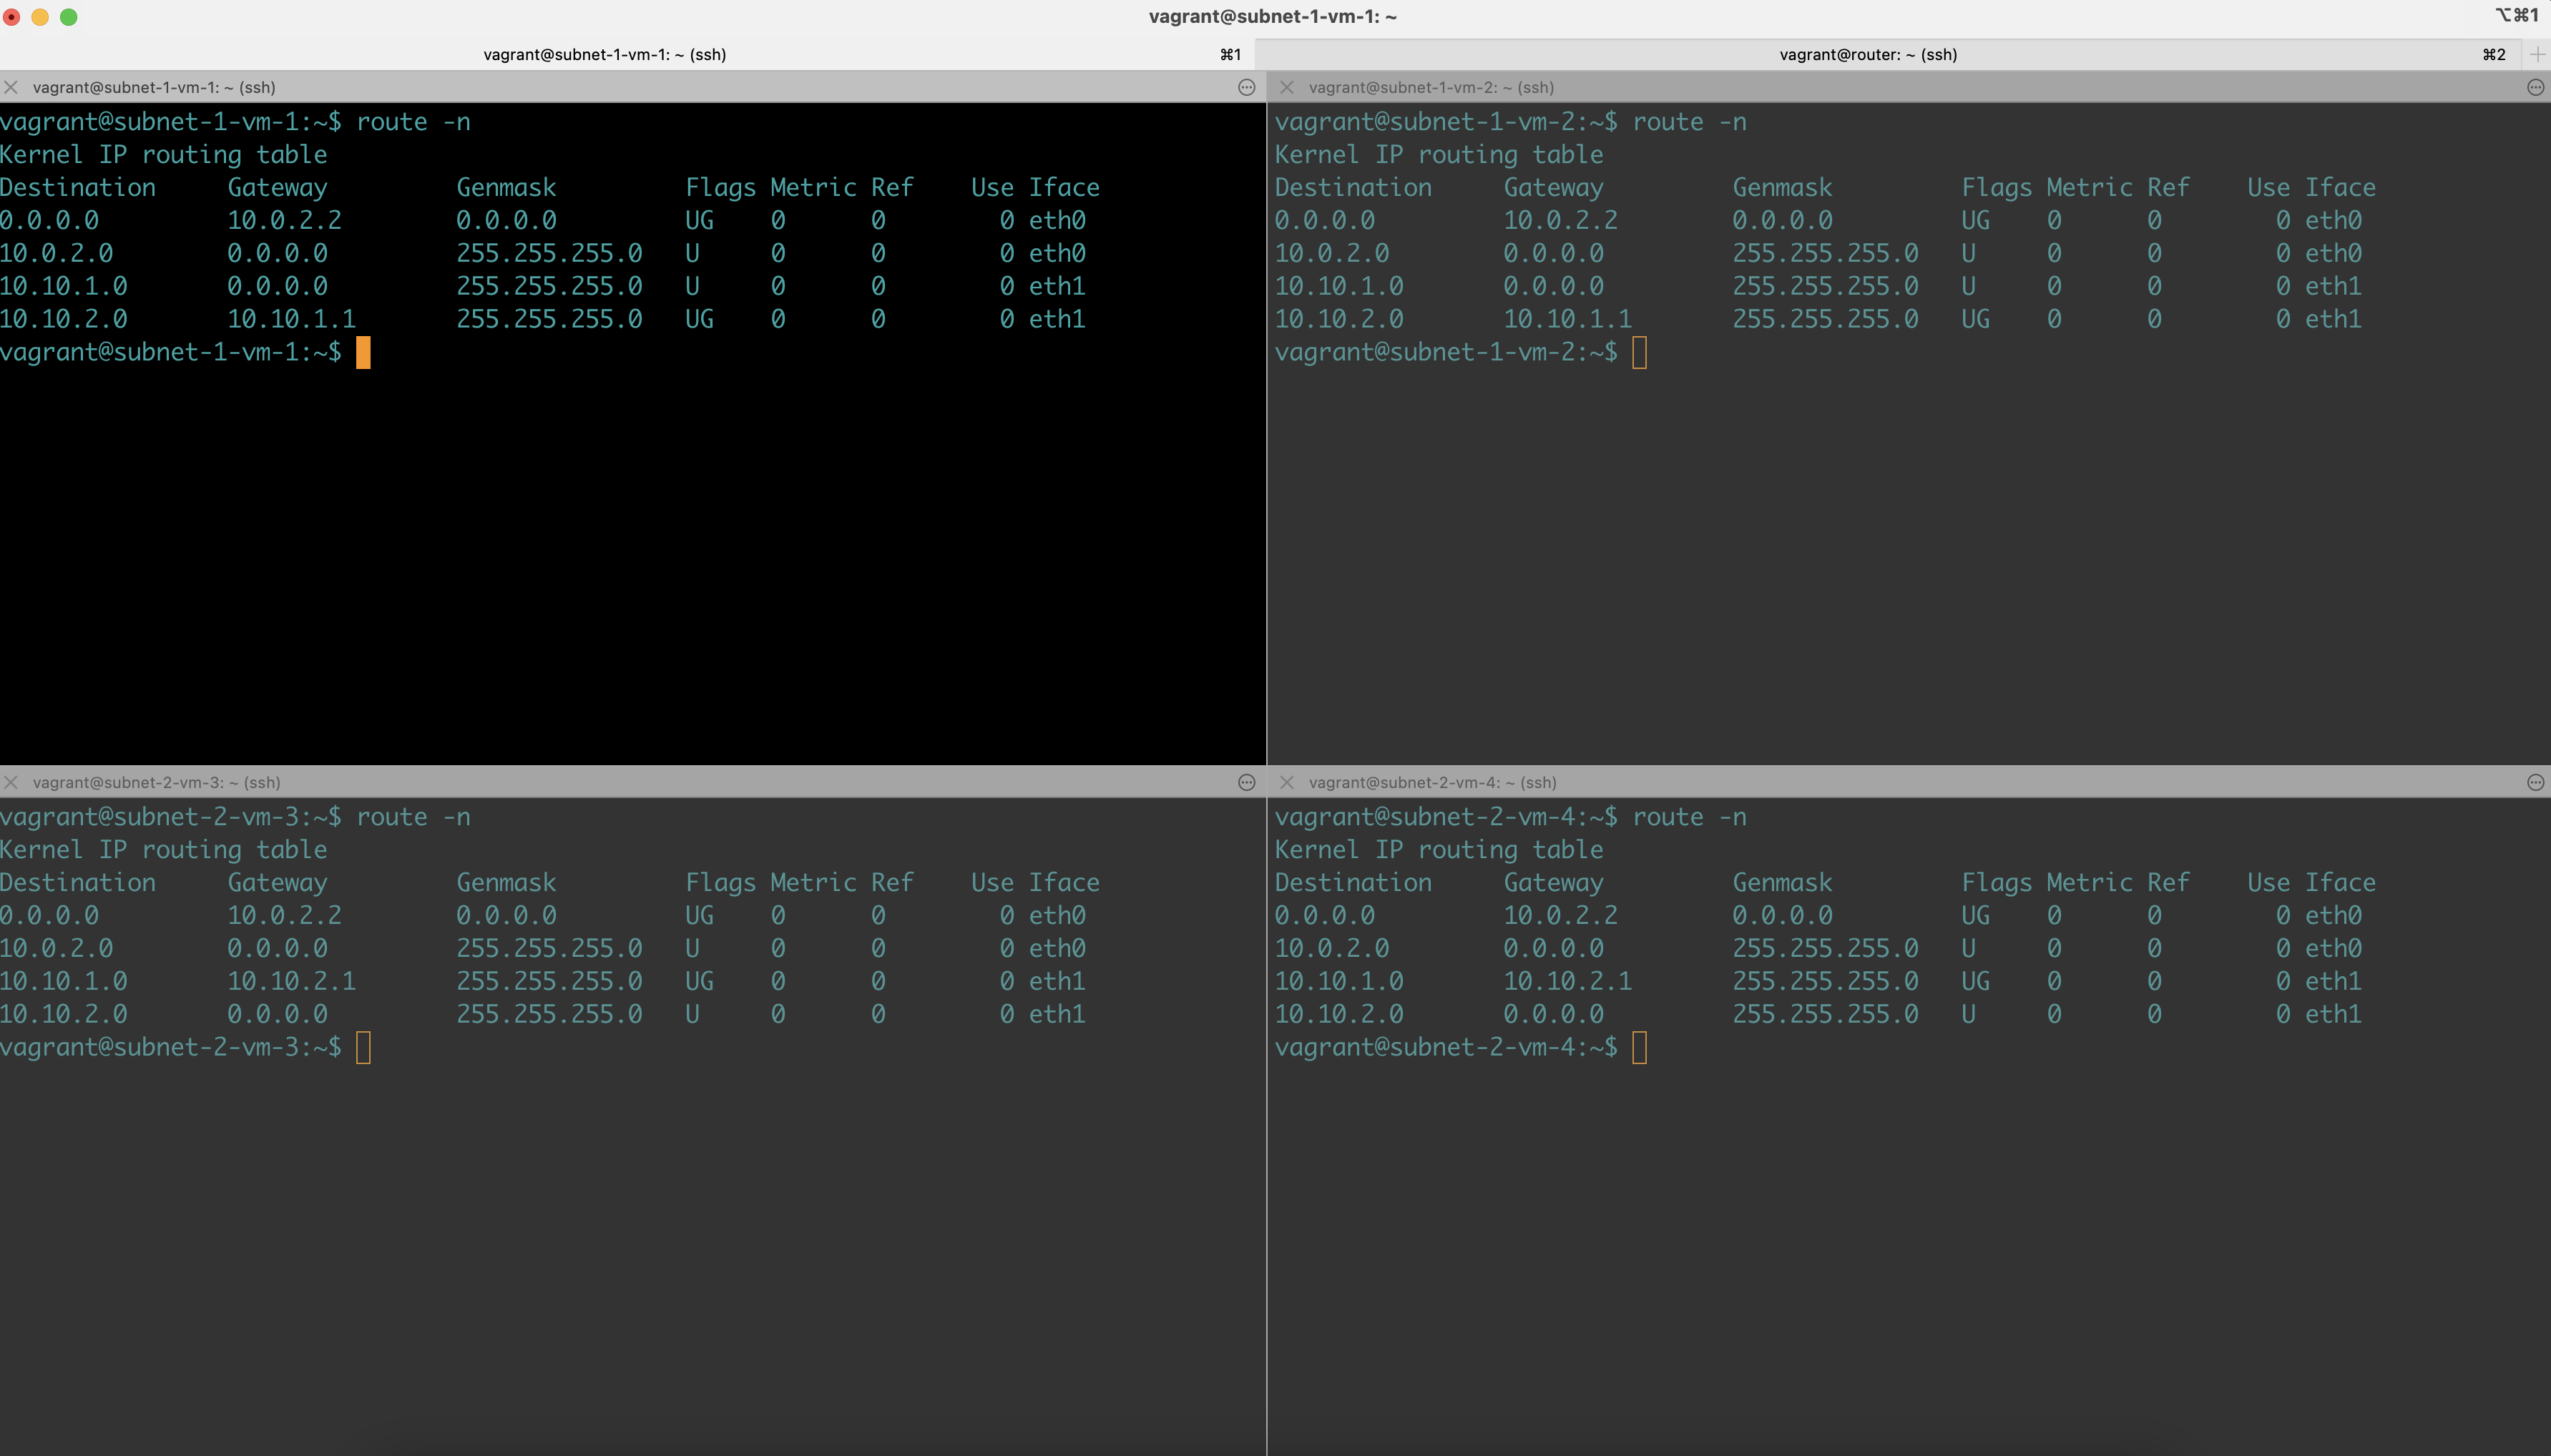 vagrant@subnet-1-vm-1: ~
⌥⌘1
vagrant@subnet-1-vm-1: ~ (ssh)
⌘1
vagrant@router: ~ (ssh)
⌘2
vagrant@subnet-1-vm-1: ~ (ssh)
vagrant@subnet-1-vm-1:~$ route -n
Kernel IP routing table
Destination Gateway Genmask Flags Metric Ref Use Iface
0.0.0.0 10.0.2.2 0.0.0.0 UG 0 0 0 eth0
10.0.2.0 0.0.0.0 255.255.255.0 U 0 0 0 eth0
10.10.1.0 0.0.0.0 255.255.255.0 U 0 0 0 eth1
10.10.2.0 10.10.1.1 255.255.255.0 UG 0 0 0 eth1
vagrant@subnet-1-vm-1:~$
vagrant@subnet-1-vm-2: ~ (ssh)
vagrant@subnet-1-vm-2:~$ route -n
Kernel IP routing table
Destination Gateway Genmask Flags Metric Ref Use Iface
0.0.0.0 10.0.2.2 0.0.0.0 UG 0 0 0 eth0
10.0.2.0 0.0.0.0 255.255.255.0 U 0 0 0 eth0
10.10.1.0 0.0.0.0 255.255.255.0 U 0 0 0 eth1
10.10.2.0 10.10.1.1 255.255.255.0 UG 0 0 0 eth1
vagrant@subnet-1-vm-2:~$
vagrant@subnet-2-vm-3: ~ (ssh)
vagrant@subnet-2-vm-3:~$ route -n
Kernel IP routing table
Destination Gateway Genmask Flags Metric Ref Use Iface
0.0.0.0 10.0.2.2 0.0.0.0 UG 0 0 0 eth0
10.0.2.0 0.0.0.0 255.255.255.0 U 0 0 0 eth0
10.10.1.0 10.10.2.1 255.255.255.0 UG 0 0 0 eth1
10.10.2.0 0.0.0.0 255.255.255.0 U 0 0 0 eth1
vagrant@subnet-2-vm-3:~$
vagrant@subnet-2-vm-4: ~ (ssh)
vagrant@subnet-2-vm-4:~$ route -n
Kernel IP routing table
Destination Gateway Genmask Flags Metric Ref Use Iface
0.0.0.0 10.0.2.2 0.0.0.0 UG 0 0 0 eth0
10.0.2.0 0.0.0.0 255.255.255.0 U 0 0 0 eth0
10.10.1.0 10.10.2.1 255.255.255.0 UG 0 0 0 eth1
10.10.2.0 0.0.0.0 255.255.255.0 U 0 0 0 eth1
vagrant@subnet-2-vm-4:~$